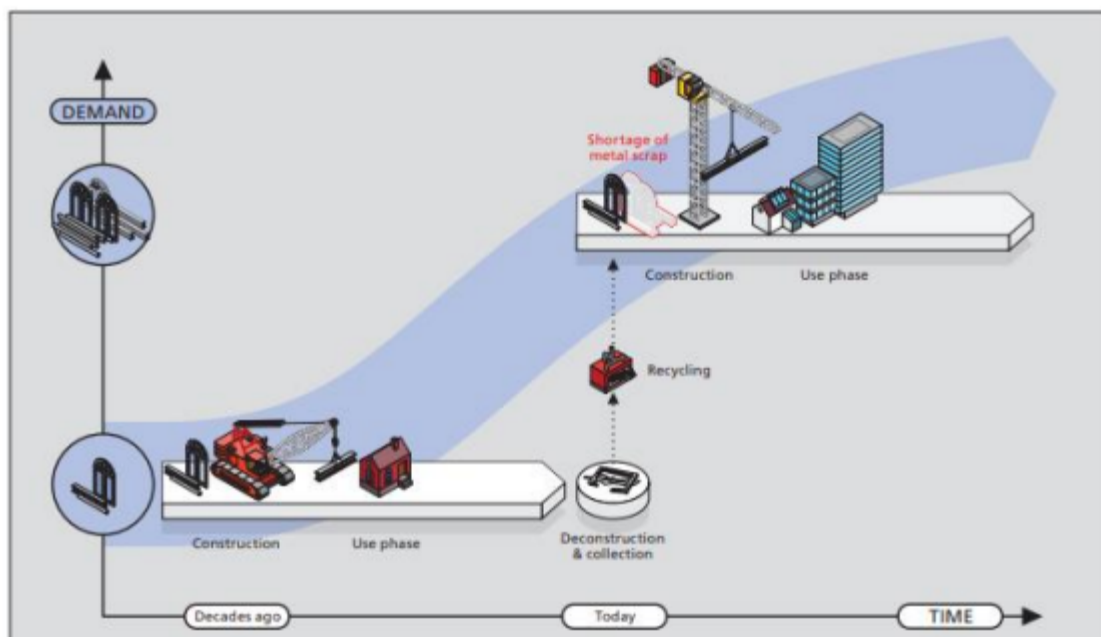 DEMAND
Shortage of
metal scrap
Construction
Use phase
Recycling
Construction
Use phase
Deconstruction
& collection
Decades ago
Today
TIME